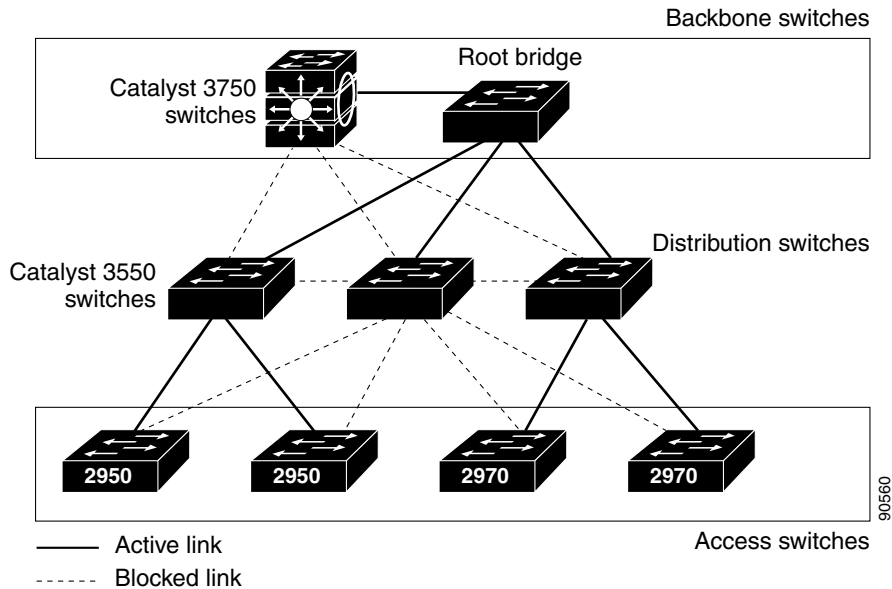 Backbone switches
Root bridge
Catalyst 3750
switches
Distribution switches
Catalyst 3550
switches
2950
2950
2970
2970
90560
Active link
Access switches
Blocked link